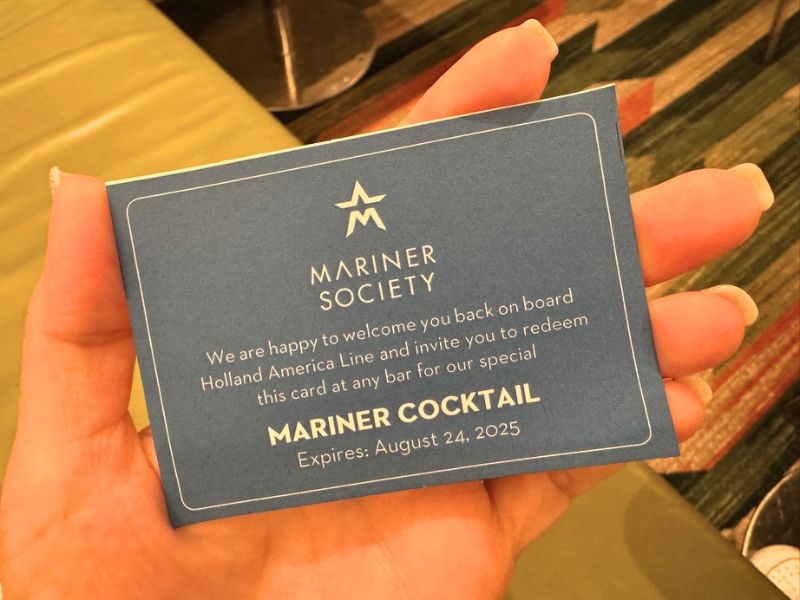 MARINER
SOCIETY
We are happy to welcome you back on board
Holland America Line and invite you to redeem
this card at any bar for our special
MARINER COCKTAIL
Expires: August 24, 2025